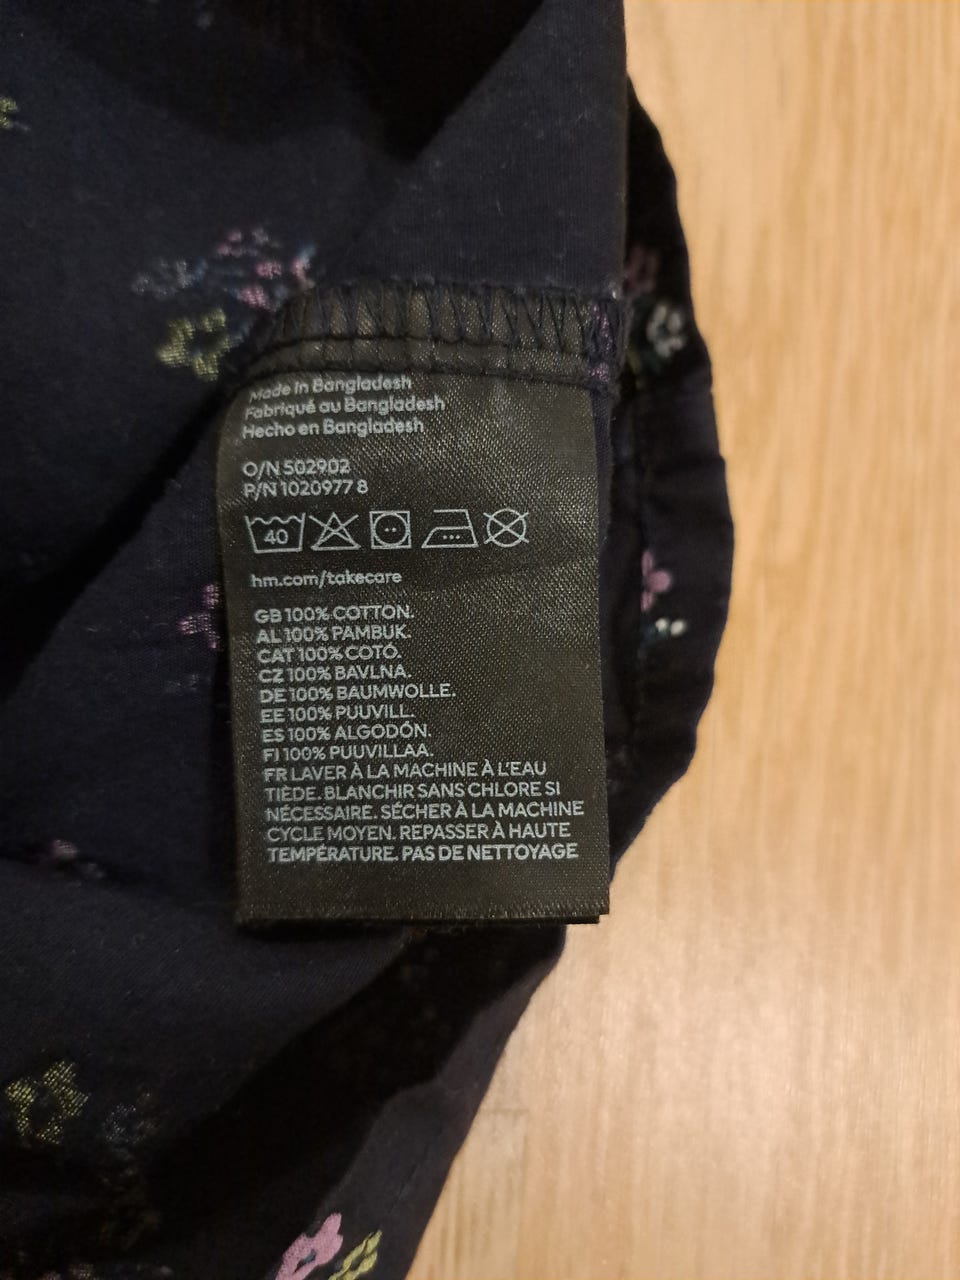 Made in Bangladesh
Fabriqué au Bangladesh
Hecho en Bangladesh
O/N 502902
P/N 1020977 8
40
hm.com/takecare
GB 100% COTTON.
AL 100% PAMBUK.
CAT 100% COTÓ.
CZ 100% BAVLNA.
DE 100% BAUMWOLLE.
EE 100% PUUVILL.
ES 100% ALGODÓN.
FI 100% PUUVILLAA.
FR LAVER À LA MACHINE À L'EAU
TIÈDE. BLANCHIR SANS CHLORE SI
NÉCESSAIRE. SÉCHER À LA MACHINE
CYCLE MOYEN. REPASSER À HAUTE
TEMPÉRATURE. PAS DE NETTOYAGE